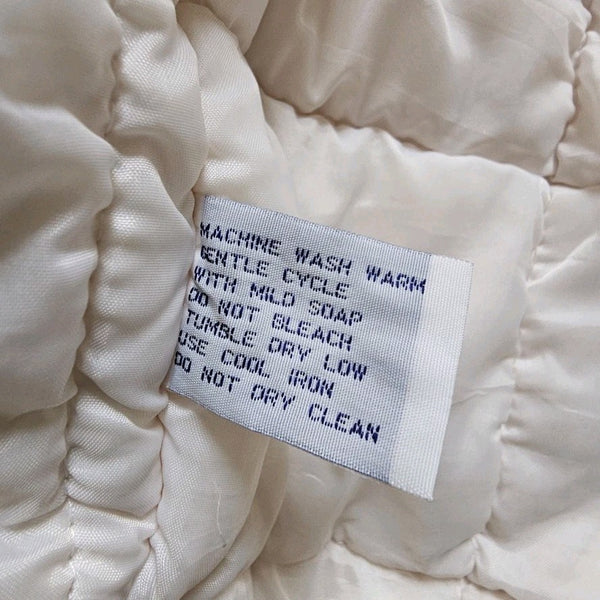 MACHINE WASH WARM
GENTLE CYCLE
WITH MILD SOAP
DO NOT BLEACH
TUMBLE DRY LOW
USE COOL IRON
DO NOT DRY CLEAN